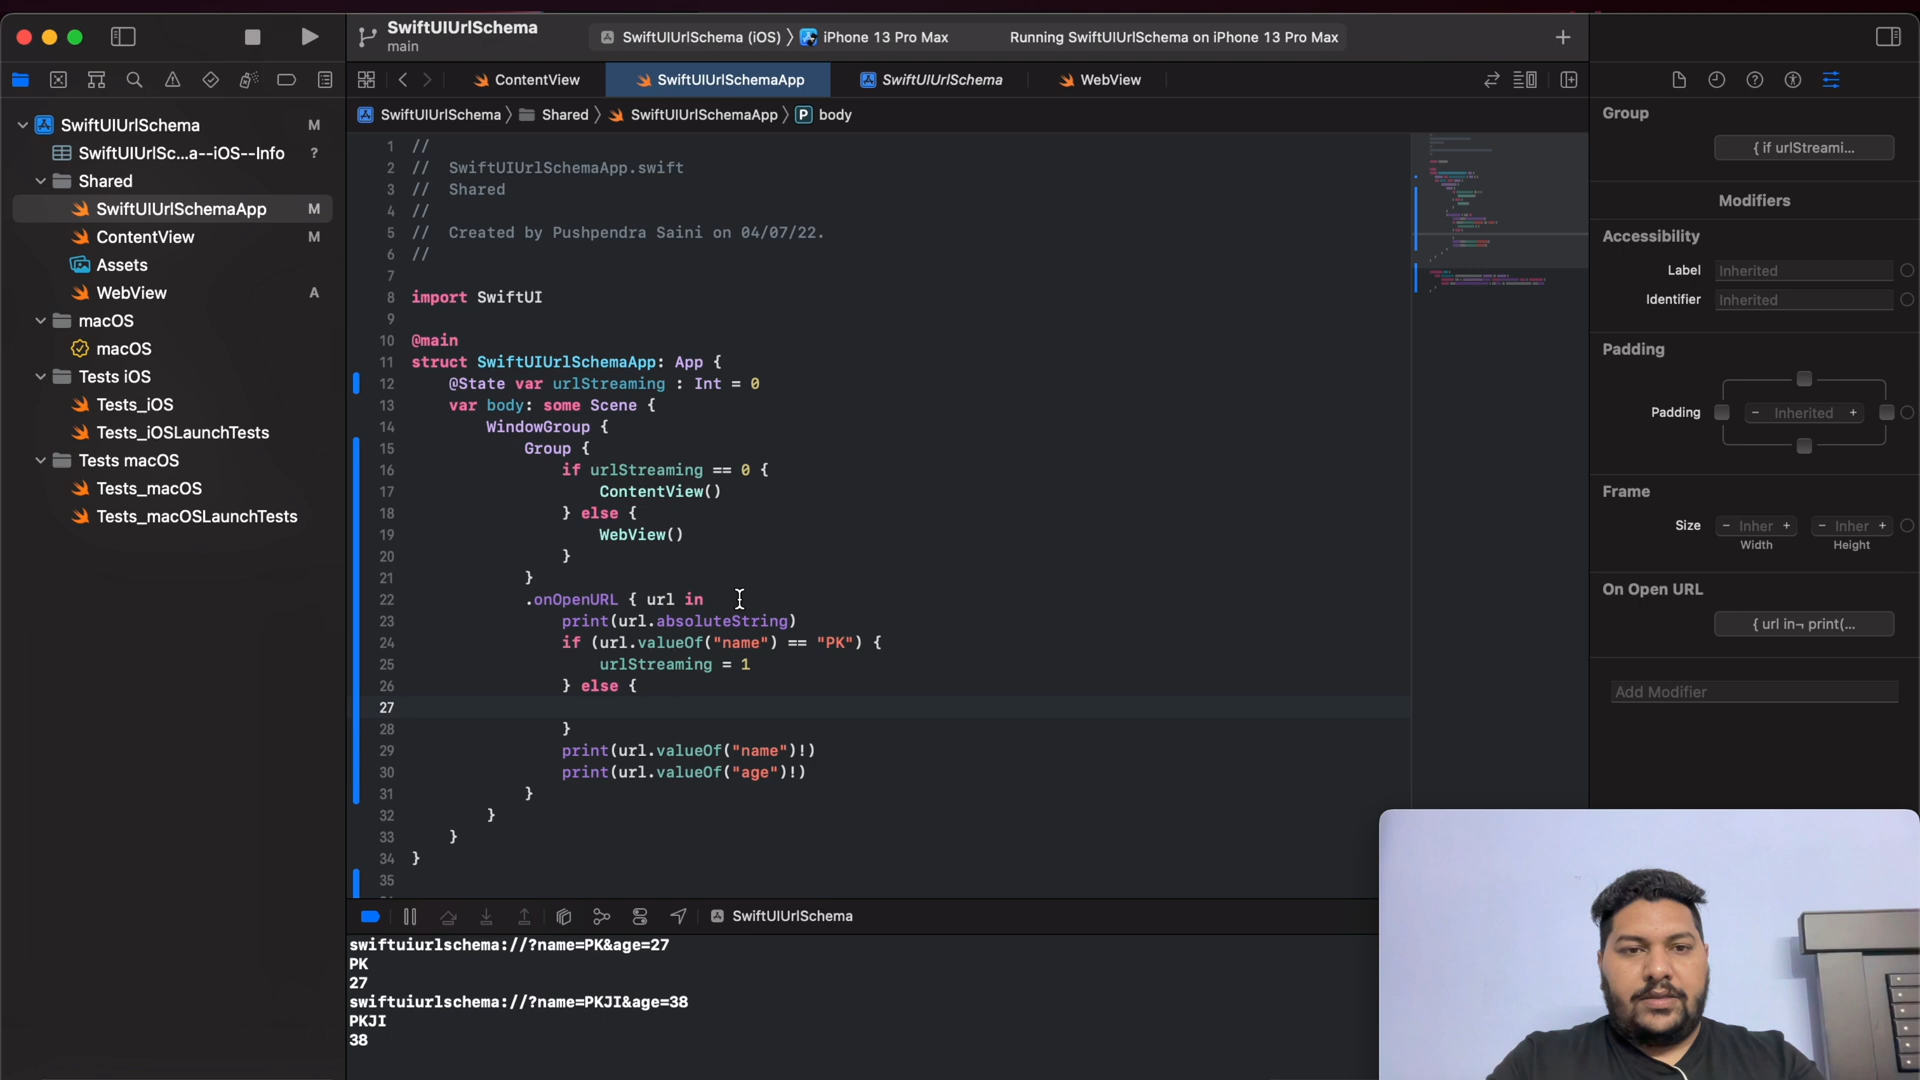 SwiftUIUrlSchema
main
SwiftUIUrlSchema (iOS) 〉 iPhone 13 Pro Max
Running SwiftUIUrlSchema on iPhone 13 Pro Max
ContentView
SwiftUIUrlSchemaApp
SwiftUIUrlSchema
WebView
SwiftUIUrlSchema 〉 Shared 〉 SwiftUIUrlSchemaApp 〉 P body
SwiftUIUrlSchema M
SwiftUIUrlSc...a--iOS--Info ?
Shared
SwiftUIUrlSchemaApp M
ContentView M
Assets
WebView A
macOS
macOS
Tests iOS
Tests_iOS
Tests_iOSLaunchTests
Tests macOS
Tests_macOS
Tests_macOSLaunchTests
1 //
2 //  SwiftUIUrlSchemaApp.swift
3 //  Shared
4 //
5 //  Created by Pushpendra Saini on 04/07/22.
6 //
7
8 import SwiftUI
9
10 @main
11 struct SwiftUIUrlSchemaApp: App {
12     @State var urlStreaming : Int = 0
13     var body: some Scene {
14         WindowGroup {
15             Group {
16                 if urlStreaming == 0 {
17                     ContentView()
18                 } else {
19                     WebView()
20                 }
21             }
22             .onOpenURL { url in
23                 print(url.absoluteString)
24                 if (url.valueOf("name") == "PK") {
25                     urlStreaming = 1
26                 } else {
27
28                 }
29                 print(url.valueOf("name")!)
30                 print(url.valueOf("age")!)
31             }
32         }
33     }
34 }
35
SwiftUIUrlSchema
swiftuiurlschema://?name=PK&age=27
PK
27
swiftuiurlschema://?name=PKJI&age=38
PKJI
38
Group
{ if urlStreami...
Modifiers
Accessibility
Label Inherited
Identifier Inherited
Padding
Padding − Inherited +
Frame
Size − Inher + − Inher +
Width Height
On Open URL
{ url in¬ print(...
Add Modifier